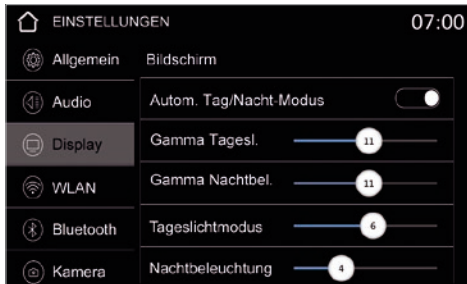 EINSTELLUNGEN 07:00
Allgemein Bildschirm
Audio Autom. Tag/Nacht-Modus
Display Gamma Tagesl. 11
WLAN Gamma Nachtbel. 11
Bluetooth Tageslichtmodus 6
Kamera Nachtbeleuchtung 4